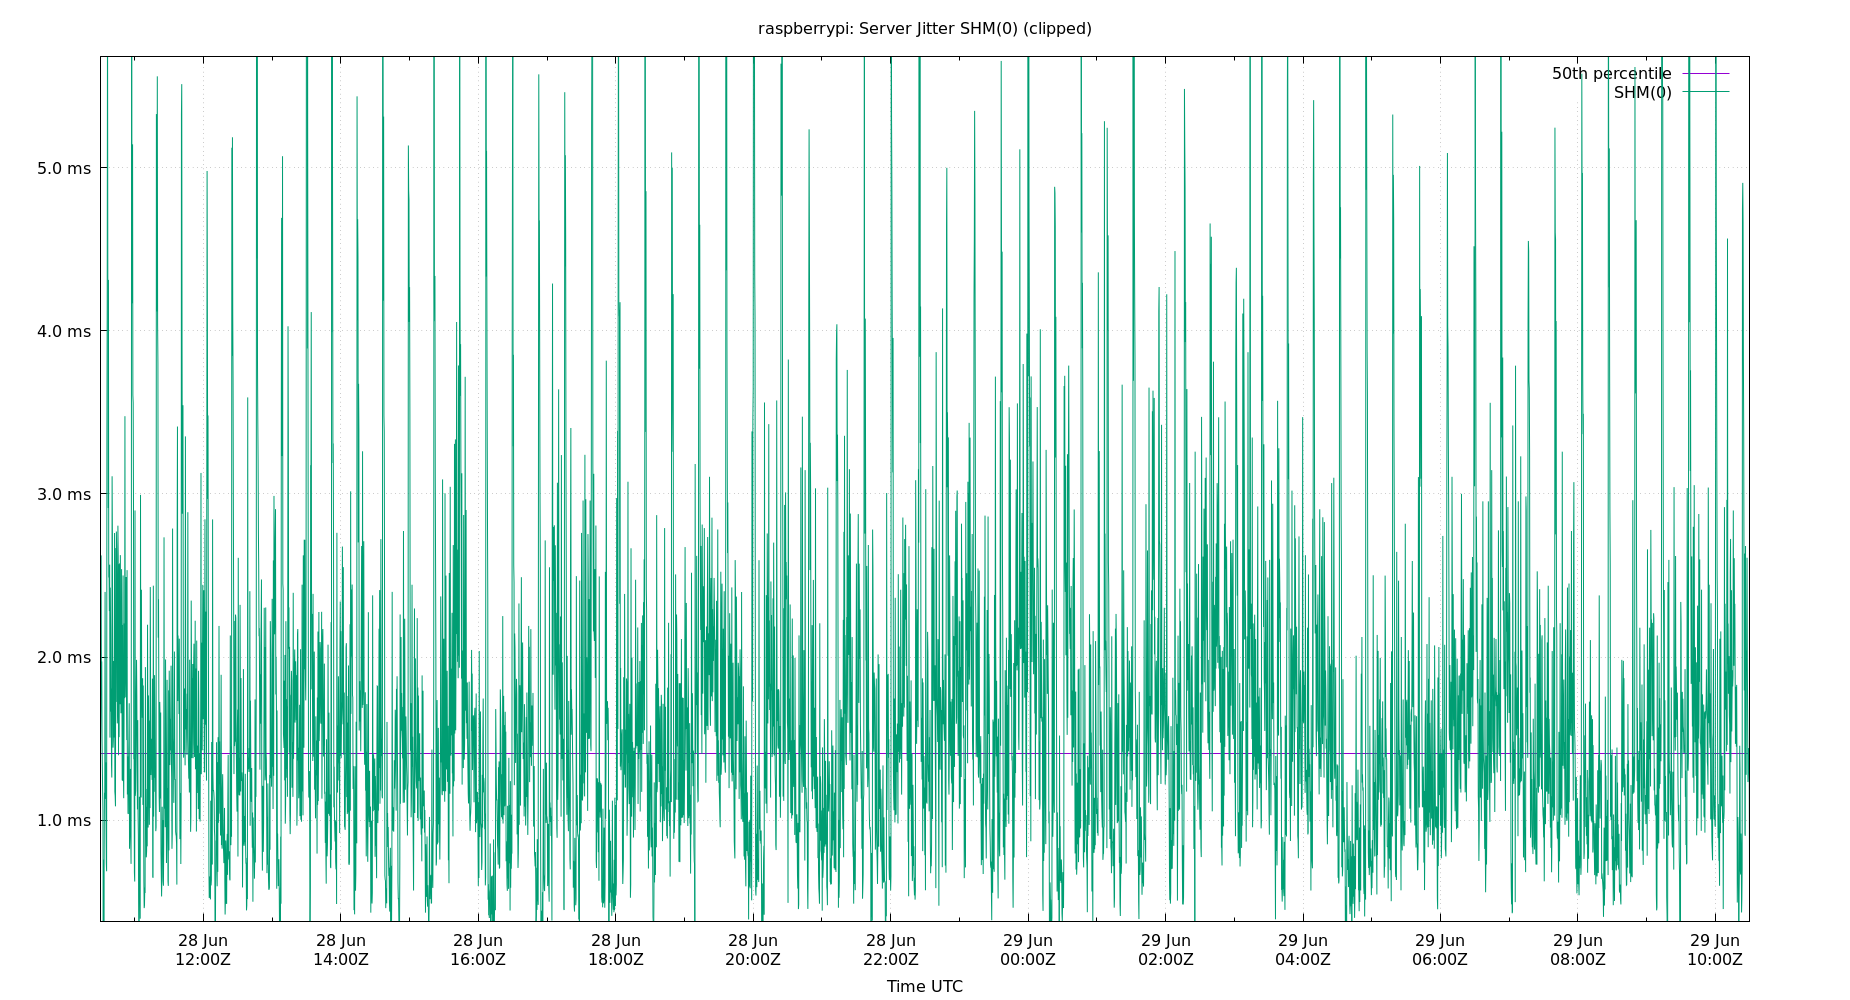 raspberrypi: Server Jitter SHM(0) (clipped)
50th percentile
SHM(0)
5.0 ms
4.0 ms
3.0 ms
2.0 ms
1.0 ms
28 Jun 28 Jun 28 Jun 28 Jun 28 Jun 28 Jun 29 Jun 29 Jun 29 Jun 29 Jun 29 Jun 29 Jun
12:00Z 14:00Z 16:00Z 18:00Z 20:00Z 22:00Z 00:00Z 02:00Z 04:00Z 06:00Z 08:00Z 10:00Z
Time UTC